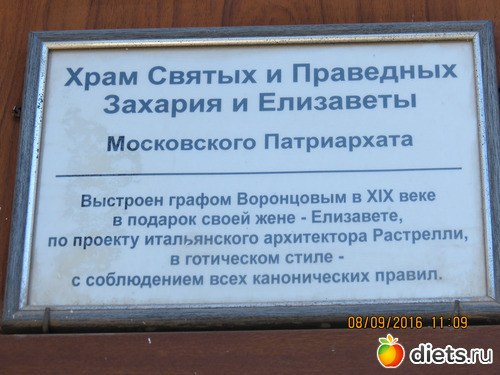 Храм Святых и Праведных
Захария и Елизаветы
Московского Патриархата
Выстроен графом Воронцовым в XIX веке
в подарок своей жене - Елизавете,
по проекту итальянского архитектора Растрелли,
в готическом стиле -
с соблюдением всех канонических правил.
08/09/2016 11:09
diets.ru